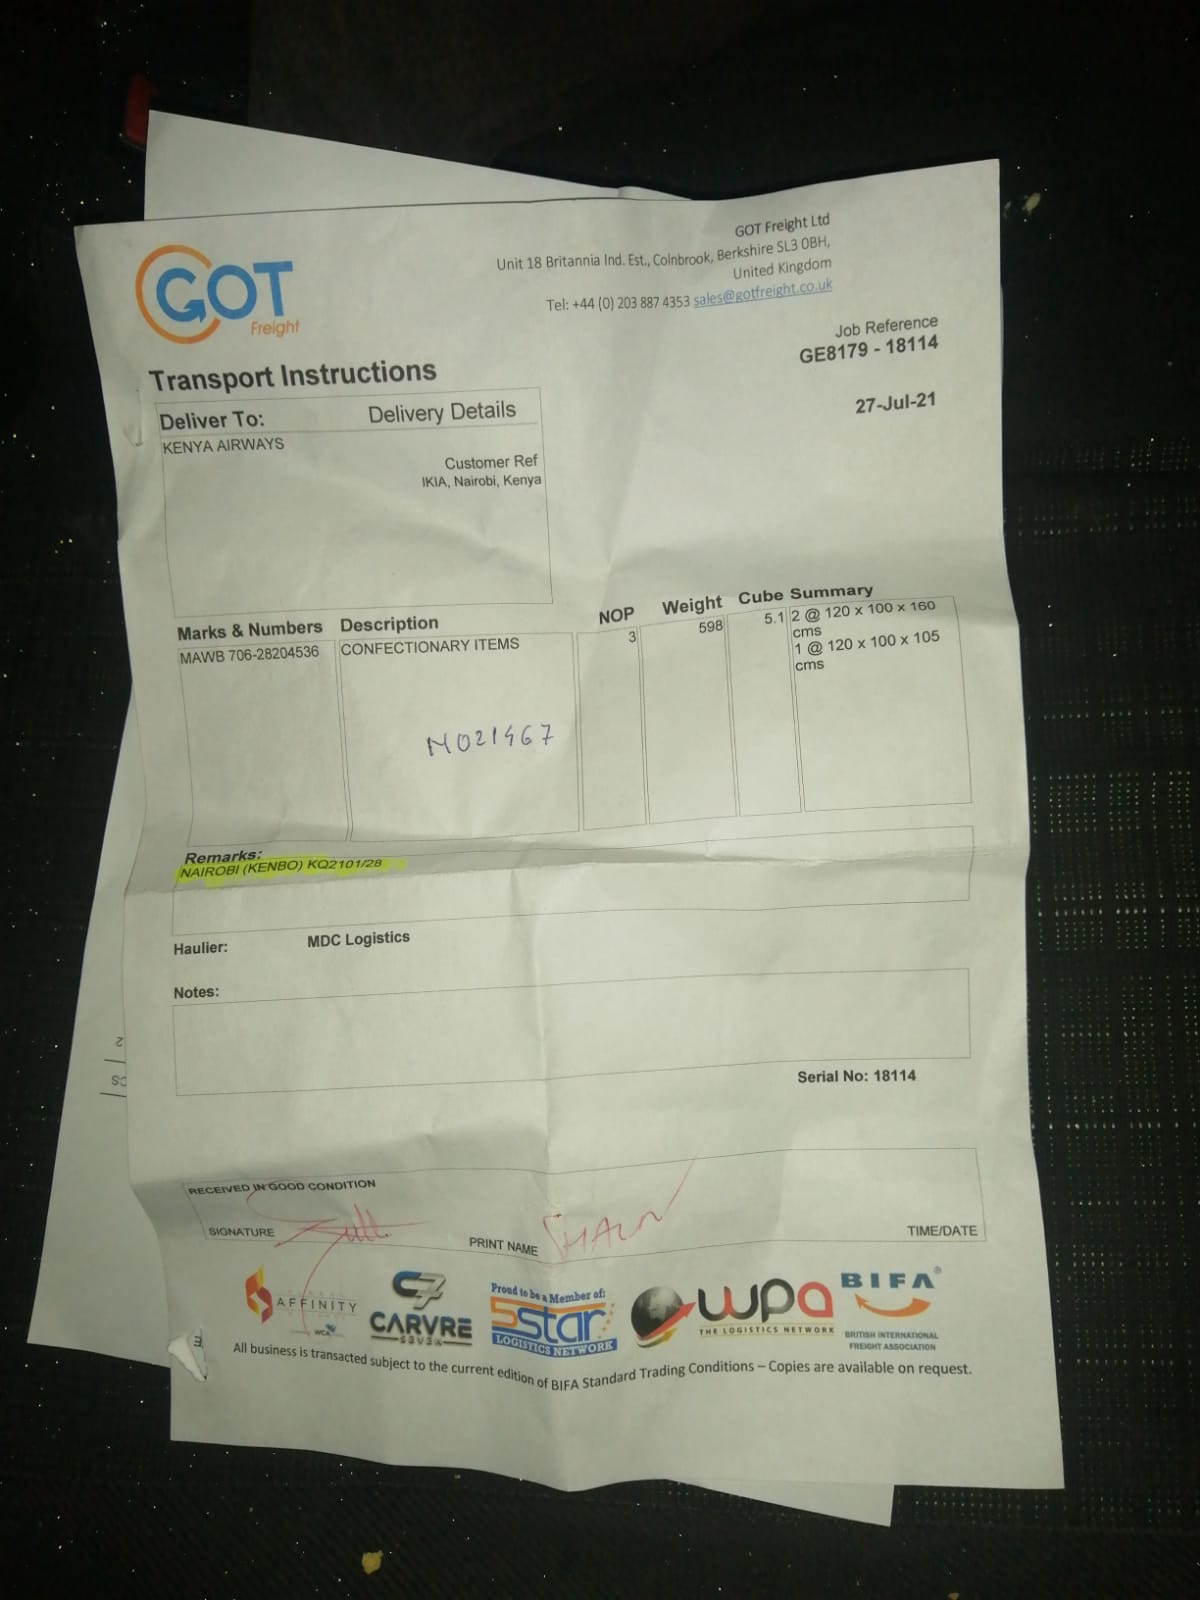 GOT
Freight
GOT Freight Ltd
Unit 18 Britannia Ind. Est., Colnbrook, Berkshire SL3 0BH,
United Kingdom
Tel: +44 (0) 203 887 4353 sales@gotfreight.co.uk
Job Reference
GE8179 - 18114
27-Jul-21
Transport Instructions
Deliver To: Delivery Details
KENYA AIRWAYS
Customer Ref
IKIA, Nairobi, Kenya
Marks & Numbers Description NOP Weight Cube Summary
MAWB 706-28204536 CONFECTIONARY ITEMS 3 598 5.1 2 @ 120 x 100 x 160
cms
1 @ 120 x 100 x 105
cms
M021467
Remarks:
NAIROBI (KENBO) KQ2101/28
Haulier: MDC Logistics
Notes:
Serial No: 18114
RECEIVED IN GOOD CONDITION
SIGNATURE PRINT NAME SHAUN TIME/DATE
AFFINITY
WCA
C7
CARVRE
SEVEN
Proud to be a Member of:
5star
LOGISTICS NETWORK
wpa
THE LOGISTICS NETWORK
BIFA®
BRITISH INTERNATIONAL
FREIGHT ASSOCIATION
All business is transacted subject to the current edition of BIFA Standard Trading Conditions – Copies are available on request.